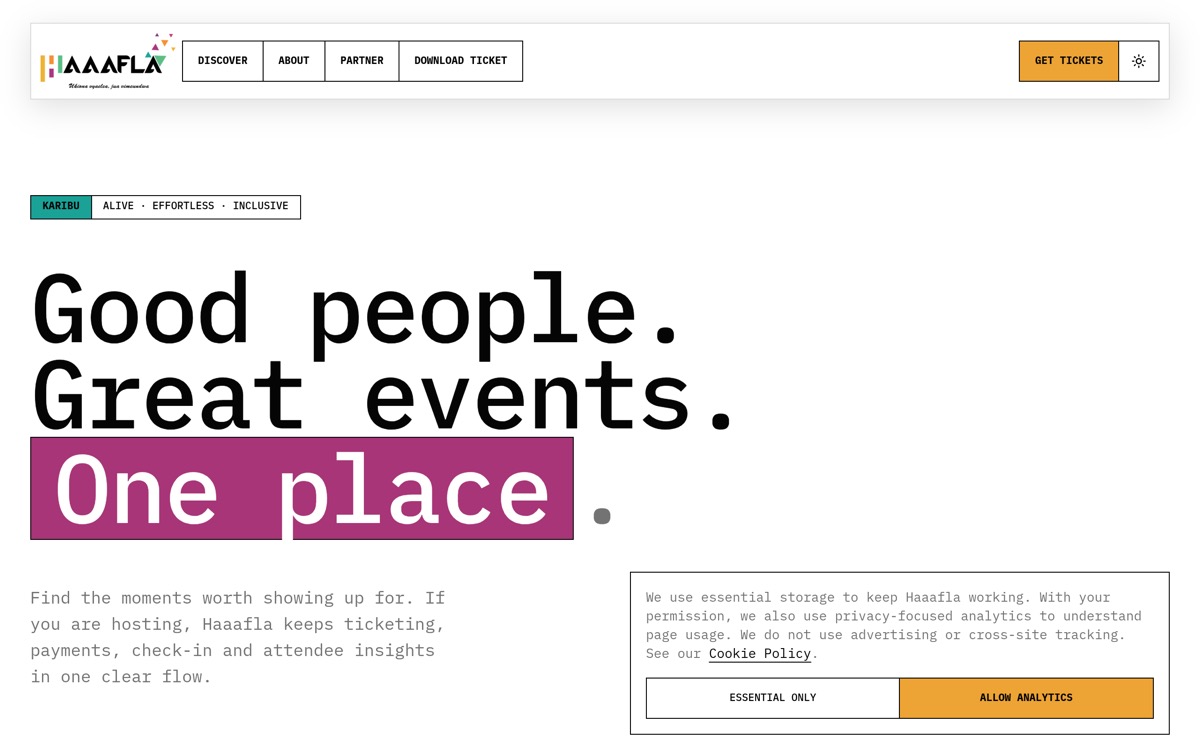 HAAAFLA
DISCOVER
ABOUT
PARTNER
DOWNLOAD TICKET
GET TICKETS
KARIBU
ALIVE · EFFORTLESS · INCLUSIVE
Good people.
Great events.
One place.
Find the moments worth showing up for. If
you are hosting, Haaafla keeps ticketing,
payments, check-in and attendee insights
in one clear flow.
We use essential storage to keep Haaafla working. With your
permission, we also use privacy-focused analytics to understand
page usage. We do not use advertising or cross-site tracking.
See our Cookie Policy.
ESSENTIAL ONLY
ALLOW ANALYTICS